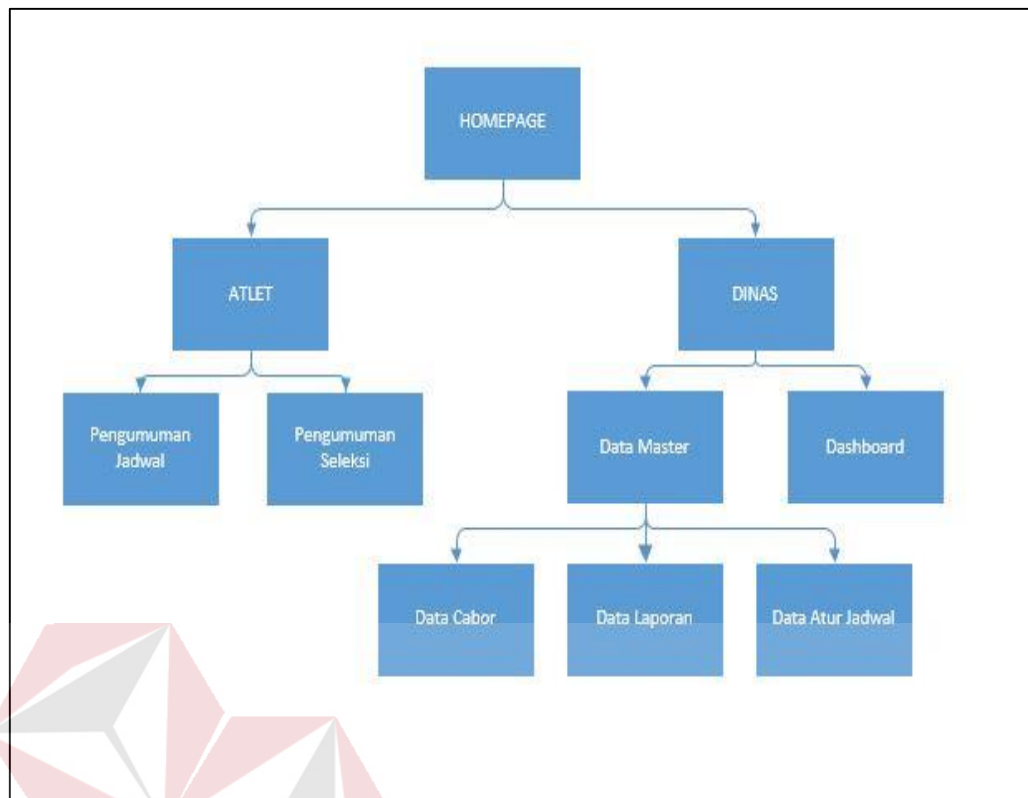 HOMEPAGE
ATLET
DINAS
Pengumuman
Jadwal
Pengumuman
Seleksi
Data Master
Dashboard
Data Cabor
Data Laporan
Data Atur Jadwal